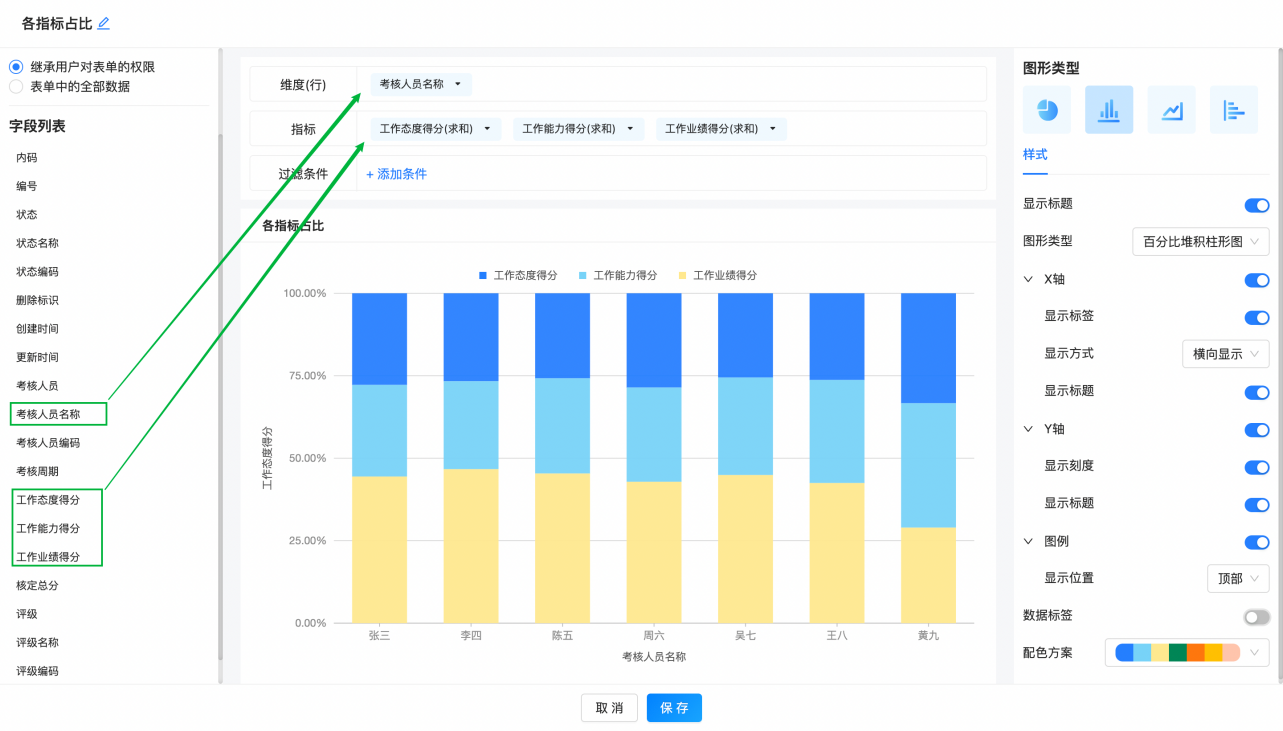 各指标占比
继承用户对表单的权限
表单中的全部数据
字段列表
内码
编号
状态
状态名称
状态编码
删除标识
创建时间
更新时间
考核人员
考核人员名称
考核人员编码
考核周期
工作态度得分
工作能力得分
工作业绩得分
核定总分
评级
评级名称
评级编码
维度(行) 考核人员名称
指标 工作态度得分(求和) 工作能力得分(求和) 工作业绩得分(求和)
过滤条件 + 添加条件
各指标占比
工作态度得分 工作能力得分 工作业绩得分
100.00%
75.00%
50.00%
25.00%
0.00%
工作态度得分
张三 李四 陈五 周六 吴七 王八 黄九
考核人员名称
图形类型
样式
显示标题
图形类型 百分比堆积柱形图
X轴
显示标签
显示方式 横向显示
显示标题
Y轴
显示刻度
显示标题
图例
显示位置 顶部
数据标签
配色方案
取消 保存